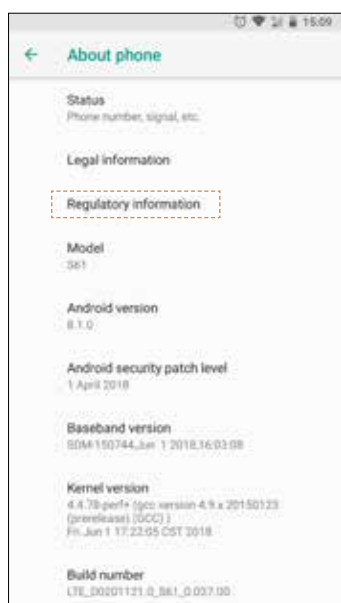 15:09
About phone
Status
Phone number, signal, etc.
Legal information
Regulatory information
Model
S61
Android version
8.1.0
Android security patch level
1 April 2018
Baseband version
SDM-150744,Jun 1 2018,16:03:08
Kernel version
4.4.78-perf+ (gcc version 4.9.x 20150123
(prerelease) (GCC) )
Fri Jun 1 17:22:05 CST 2018
Build number
LTE_D0201121.0_S61_0.037.00